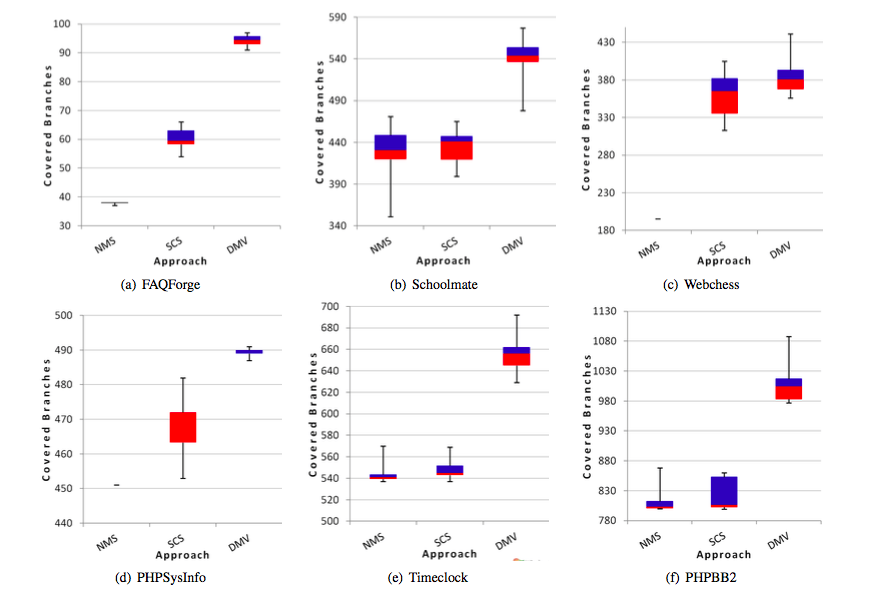 Covered Branches
100
90
80
70
60
50
40
30
NMS
SCS
DMV
Approach
(a) FAQForge
Covered Branches
590
540
490
440
390
340
NMS
SCS
DMV
Approach
(b) Schoolmate
Covered Branches
430
380
330
280
230
180
NMS
SCS
DMV
Approach
(c) Webchess
Covered Branches
500
490
480
470
460
450
440
NMS
SCS
DMV
Approach
(d) PHPSysInfo
Covered Branches
700
680
660
640
620
600
580
560
540
520
500
NMS
SCS
DMV
Approach
(e) Timeclock
Covered Branches
1130
1080
1030
980
930
880
830
780
NMS
SCS
DMV
Approach
(f) PHPBB2